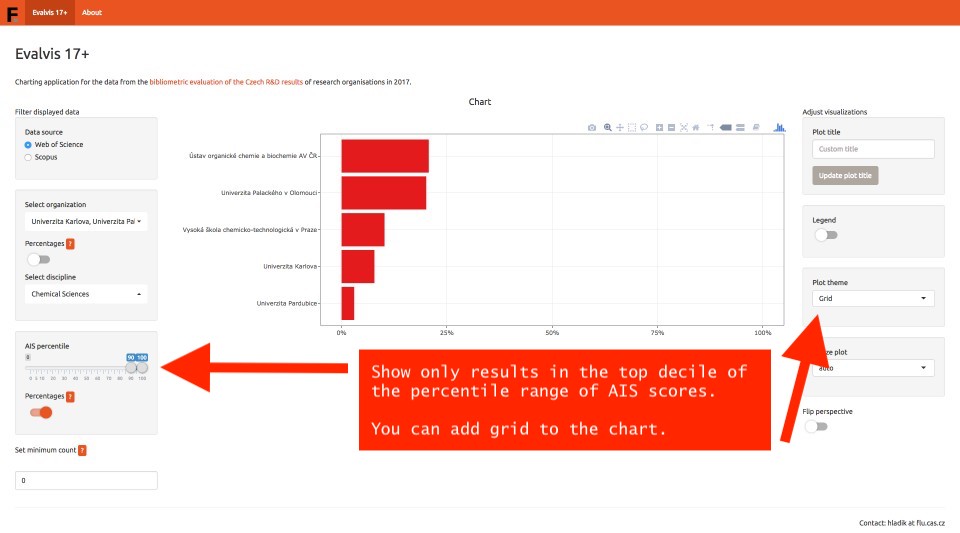 F Evalvis 17+ About
Evalvis 17+
Charting application for the data from the bibliometric evaluation of the Czech R&D results of research organisations in 2017.
Filter displayed data
Data source
Web of Science
Scopus
Select organization
Univerzita Karlova, Univerzita Pal
Percentages ?
Select discipline
Chemical Sciences
AIS percentile
0 90 100
0 10 20 30 40 50 60 70 80 90 100
Percentages ?
Set minimum count ?
0
Chart
Ústav organické chemie a biochemie AV ČR
Univerzita Palackého v Olomouci
Vysoká škola chemicko-technologická v Praze
Univerzita Karlova
Univerzita Pardubice
0% 25% 50% 75% 100%
Show only results in the top decile of
the percentile range of AIS scores.
You can add grid to the chart.
Adjust visualizations
Plot title
Custom title
Update plot title
Legend
Plot theme
Grid
plot
auto
Flip perspective
Contact: hladik at flu.cas.cz